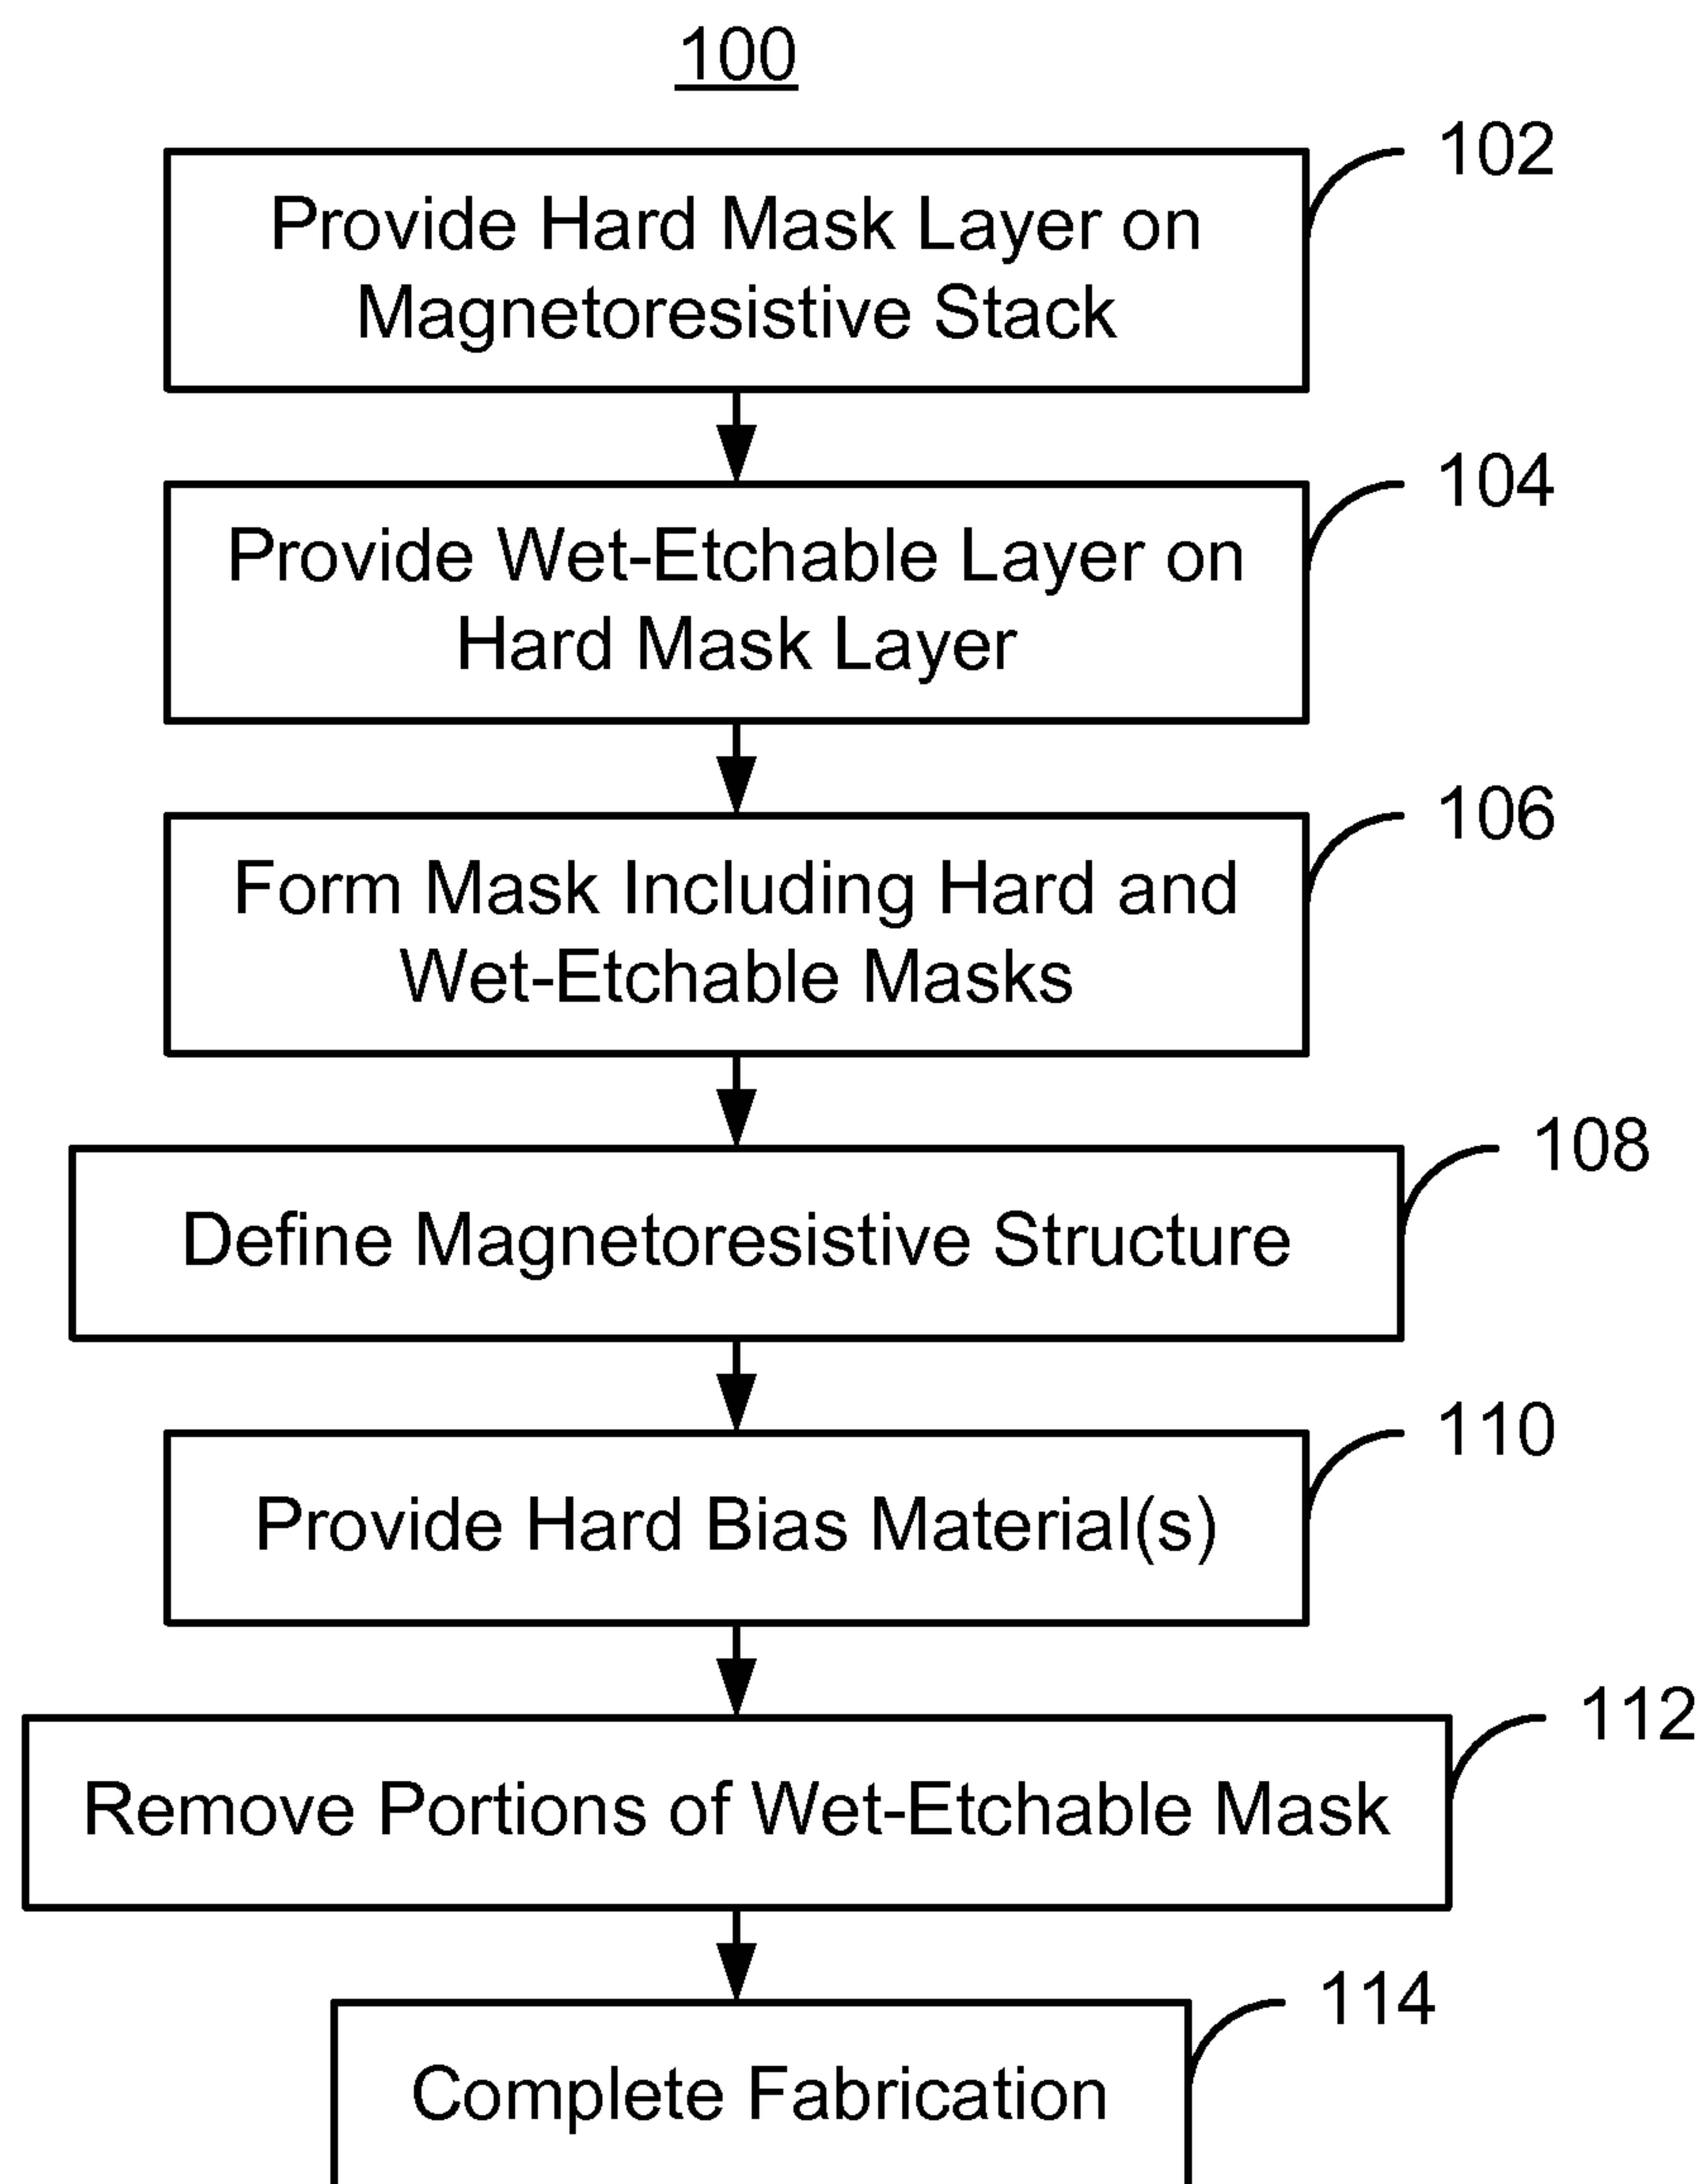 100
102
Provide Hard Mask Layer on
Magnetoresistive Stack
104
Provide Wet-Etchable Layer on
Hard Mask Layer
106
Form Mask Including Hard and
Wet-Etchable Masks
108
Define Magnetoresistive Structure
110
Provide Hard Bias Material(s)
112
Remove Portions of Wet-Etchable Mask
114
Complete Fabrication